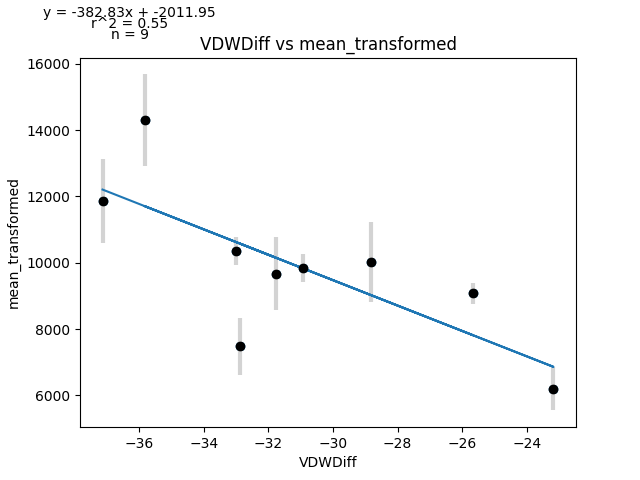 y = -382.83x + -2011.95
r^2 = 0.55
n = 9
VDWDiff vs mean_transformed
16000
14000
12000
10000
8000
6000
mean_transformed
−36
−34
−32
−30
−28
−26
−24
VDWDiff